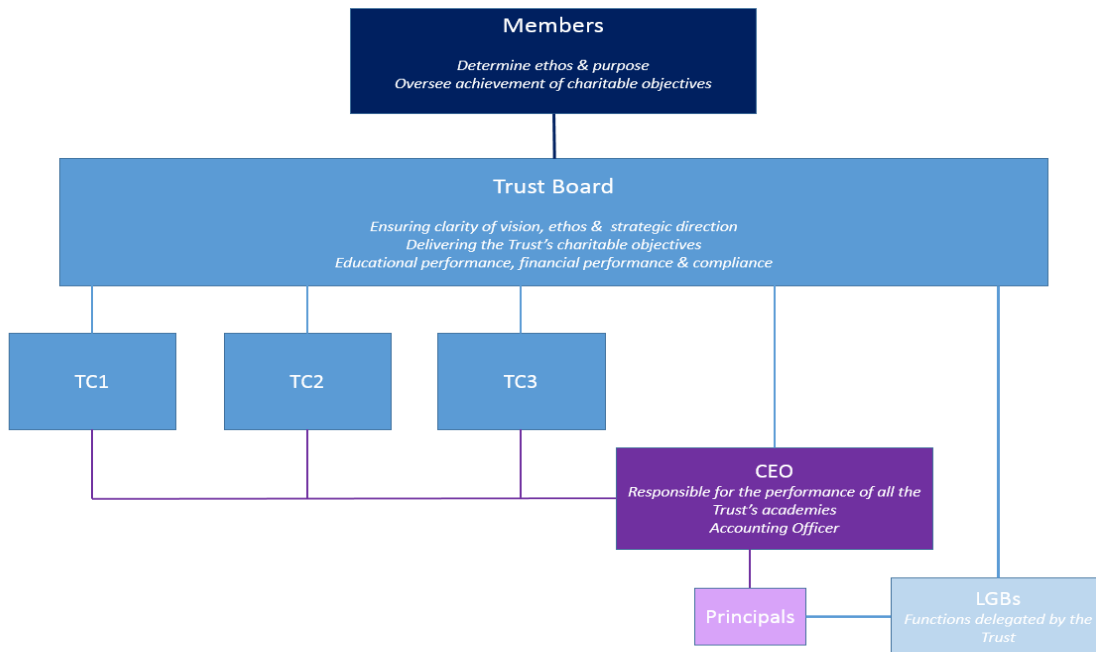 Members
Determine ethos & purpose
Oversee achievement of charitable objectives
Trust Board
Ensuring clarity of vision, ethos & strategic direction
Delivering the Trust's charitable objectives
Educational performance, financial performance & compliance
TC1
TC2
TC3
CEO
Responsible for the performance of all the
Trust's academies
Accounting Officer
Principals
LGBs
Functions delegated by the
Trust